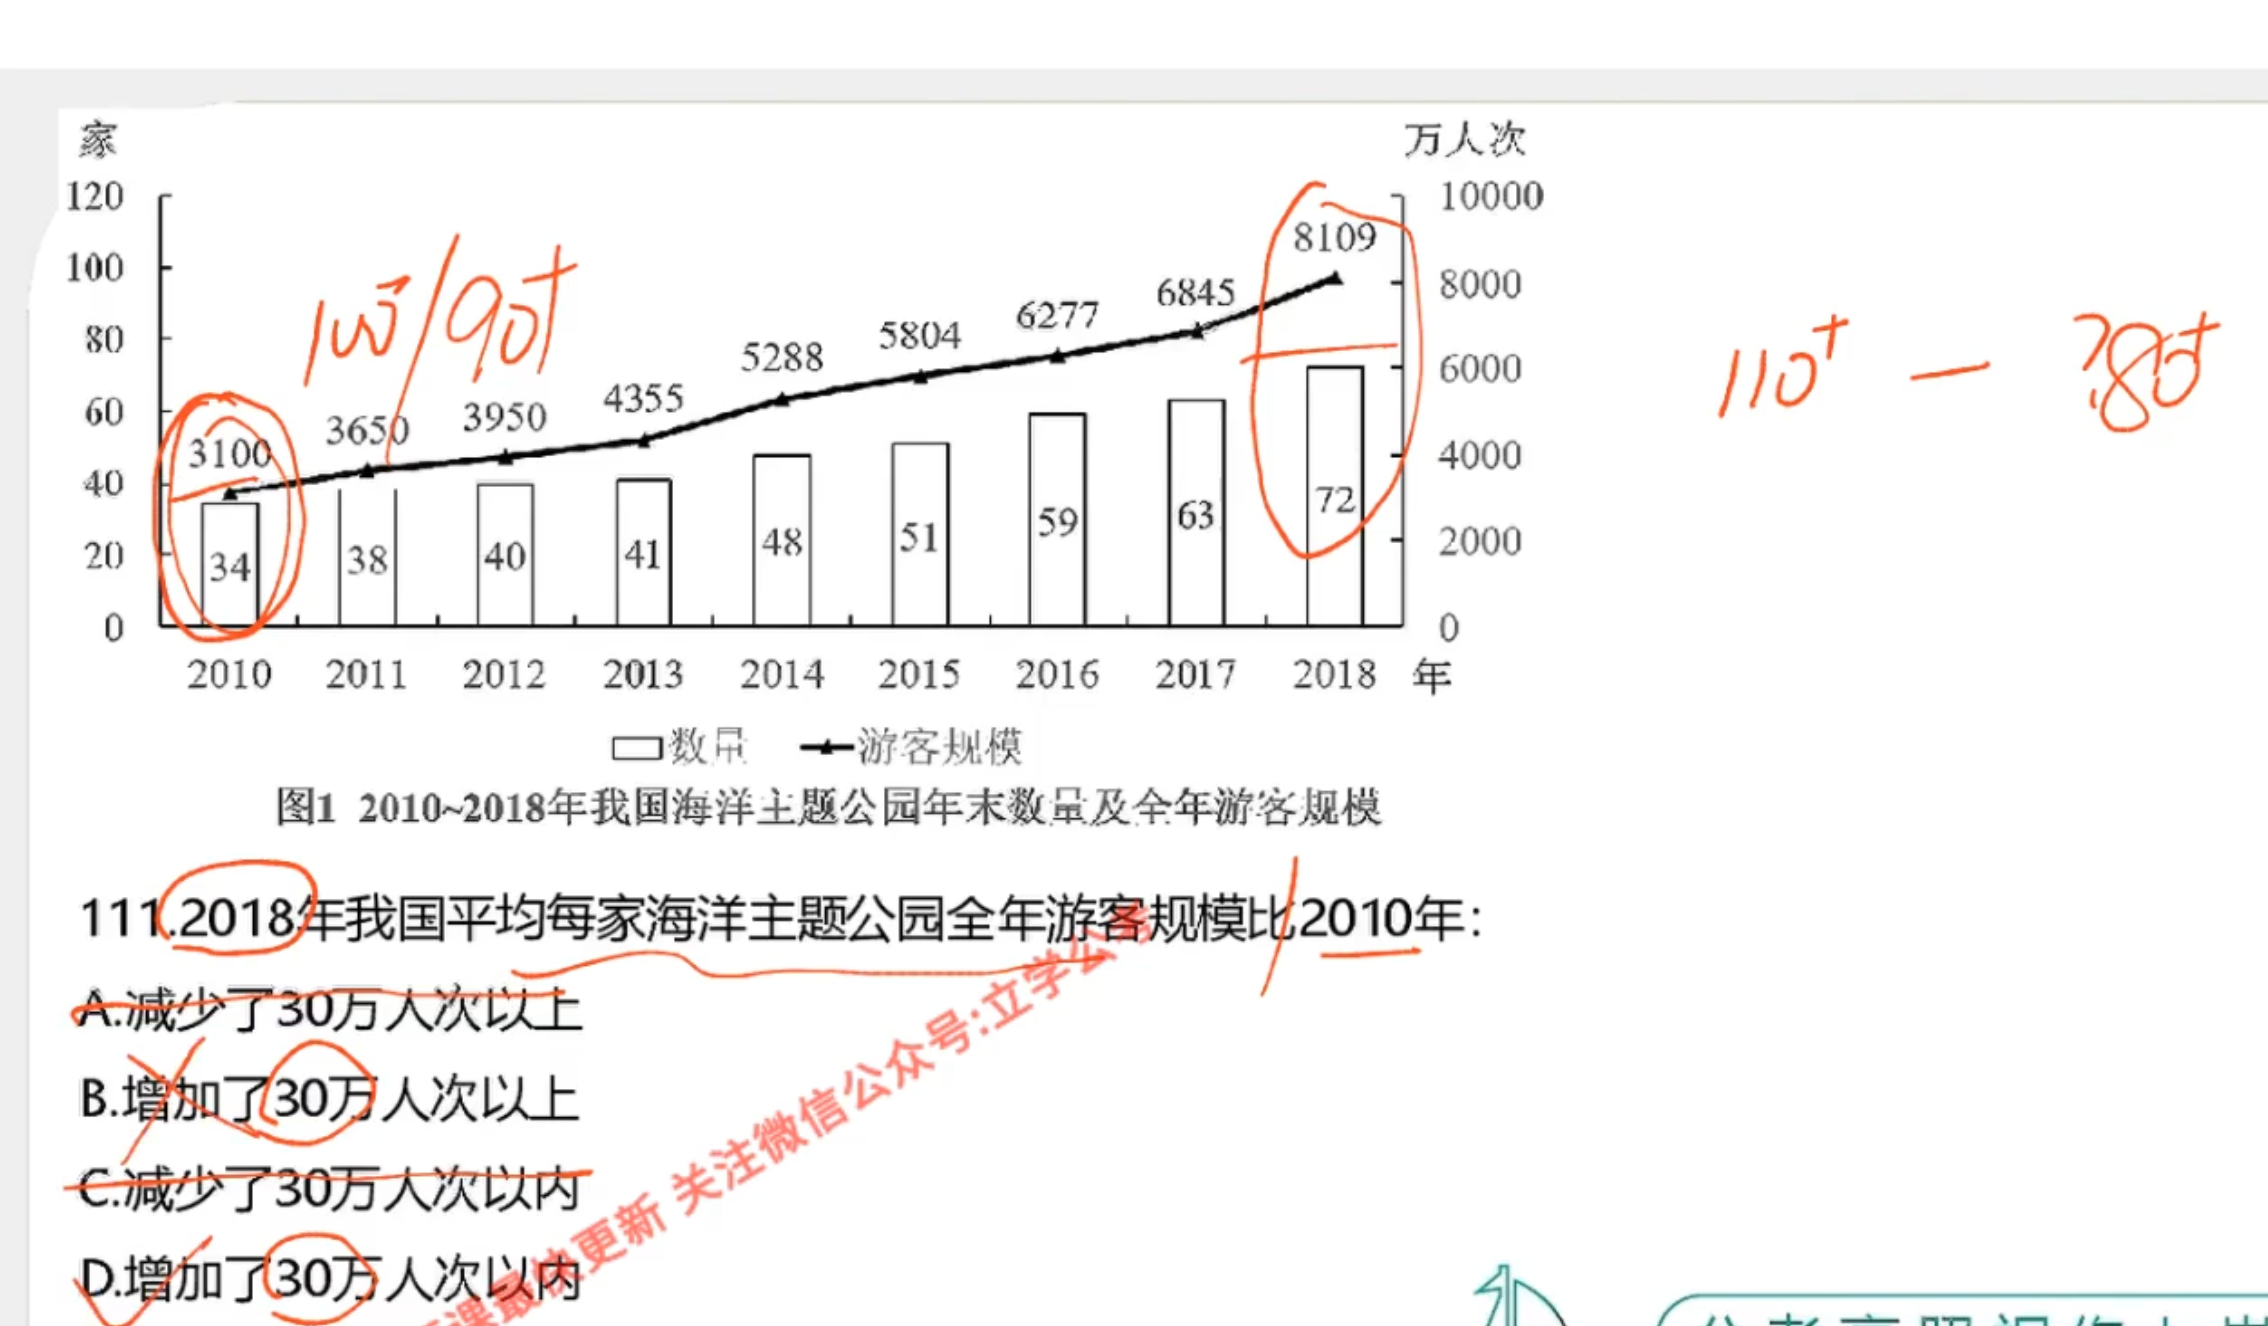 家 万人次
120 10000
100 8000
80 6000
60 4000
40 2000
20 0
0
3100 3650 3950 4355 5288 5804 6277 6845 8109
34 38 40 41 48 51 59 63 72
2010 2011 2012 2013 2014 2015 2016 2017 2018 年
数量 游客规模
图1 2010~2018年我国海洋主题公园年末数量及全年游客规模
90+
110+ — 80+
111.2018年我国平均每家海洋主题公园全年游客规模比2010年：
A.减少了30万人次以上
B.增加了30万人次以上
C.减少了30万人次以内
D.增加了30万人次以内
课最快更新 关注微信公众号:立学公考